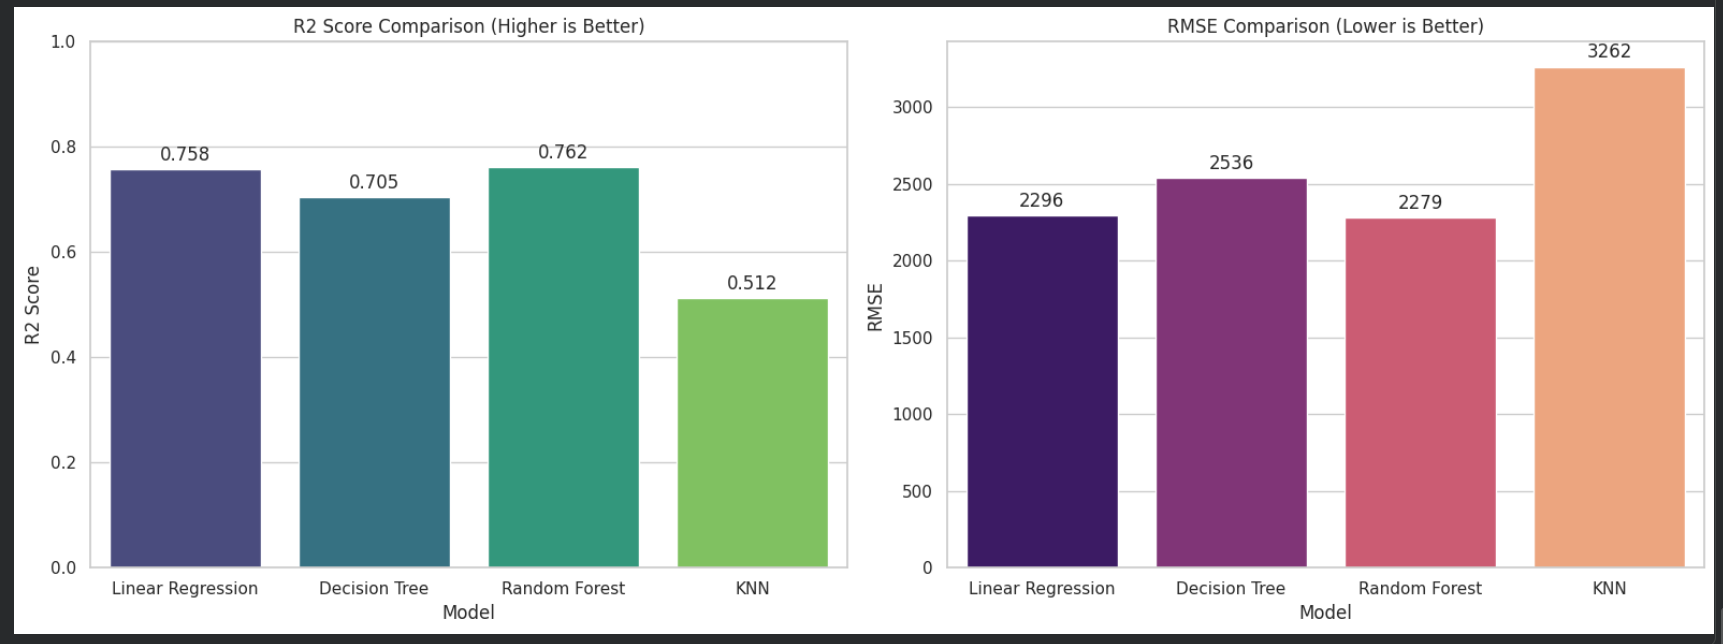 R2 Score Comparison (Higher is Better)
1.0
0.8
0.6
0.4
0.2
0.0
R2 Score
0.758
0.705
0.762
0.512
Linear Regression
Decision Tree
Random Forest
KNN
Model
RMSE Comparison (Lower is Better)
3000
2500
2000
1500
1000
500
0
RMSE
2296
2536
2279
3262
Linear Regression
Decision Tree
Random Forest
KNN
Model